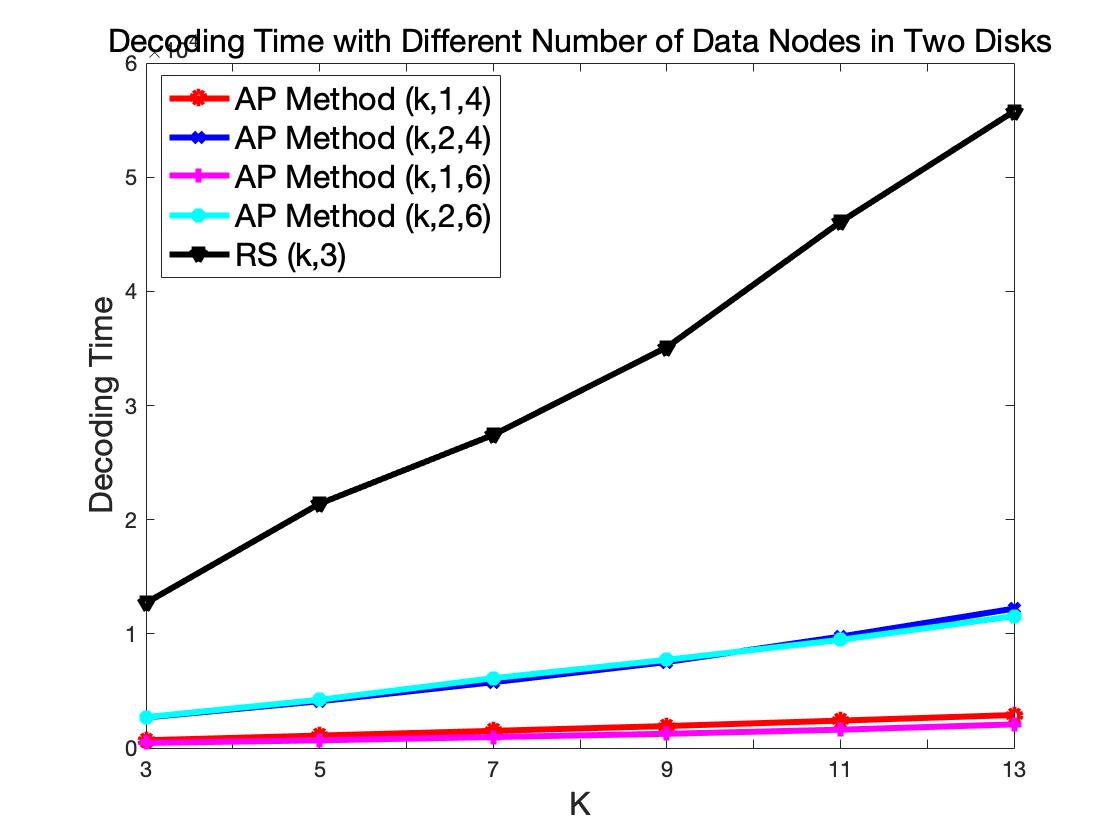 Decoding Time with Different Number of Data Nodes in Two Disks
× 10⁴
6
AP Method (k,1,4)
AP Method (k,2,4)
AP Method (k,1,6)
AP Method (k,2,6)
RS (k,3)
5
4
3
2
1
0
Decoding Time
3 5 7 9 11 13
K